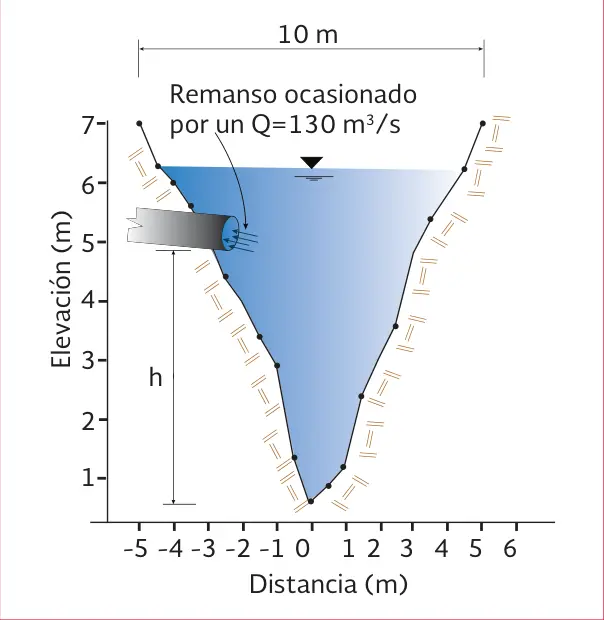 10 m
Remanso ocasionado
por un Q=130 m³/s
7
6
5
4
3
2
1
Elevación (m)
h
-5 -4 -3 -2 -1 0 1 2 3 4 5 6
Distancia (m)